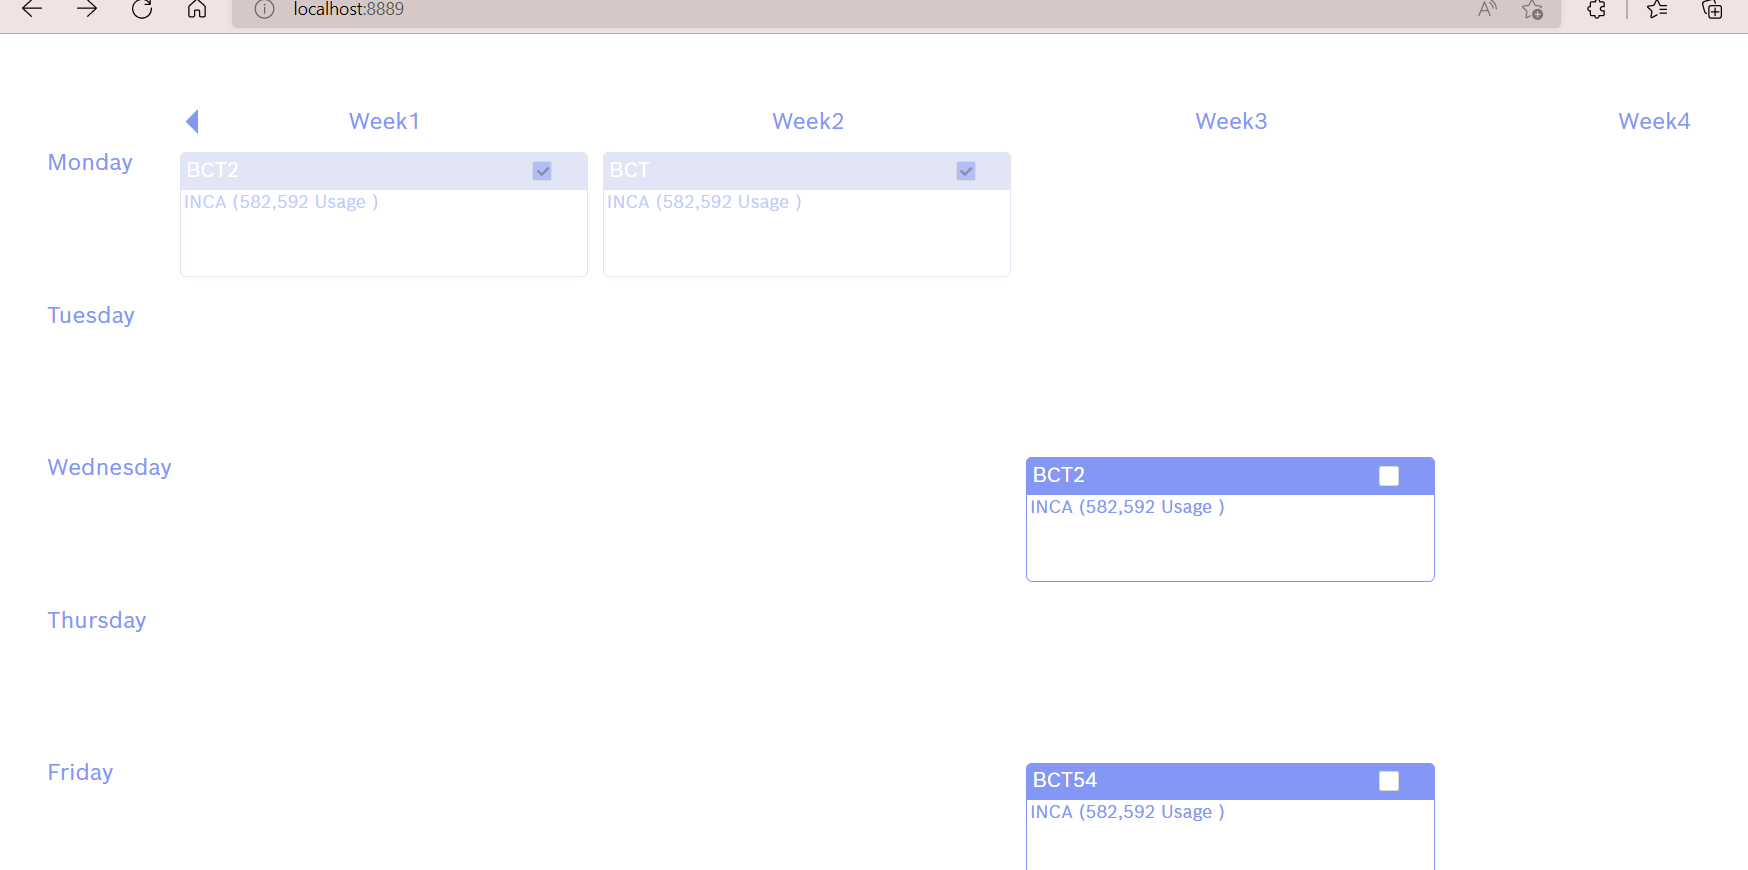 localhost:8889
Week1 Week2 Week3 Week4
Monday
BCT2 BCT
INCA (582,592 Usage ) INCA (582,592 Usage )
Tuesday
Wednesday
BCT2
INCA (582,592 Usage )
Thursday
Friday
BCT54
INCA (582,592 Usage )